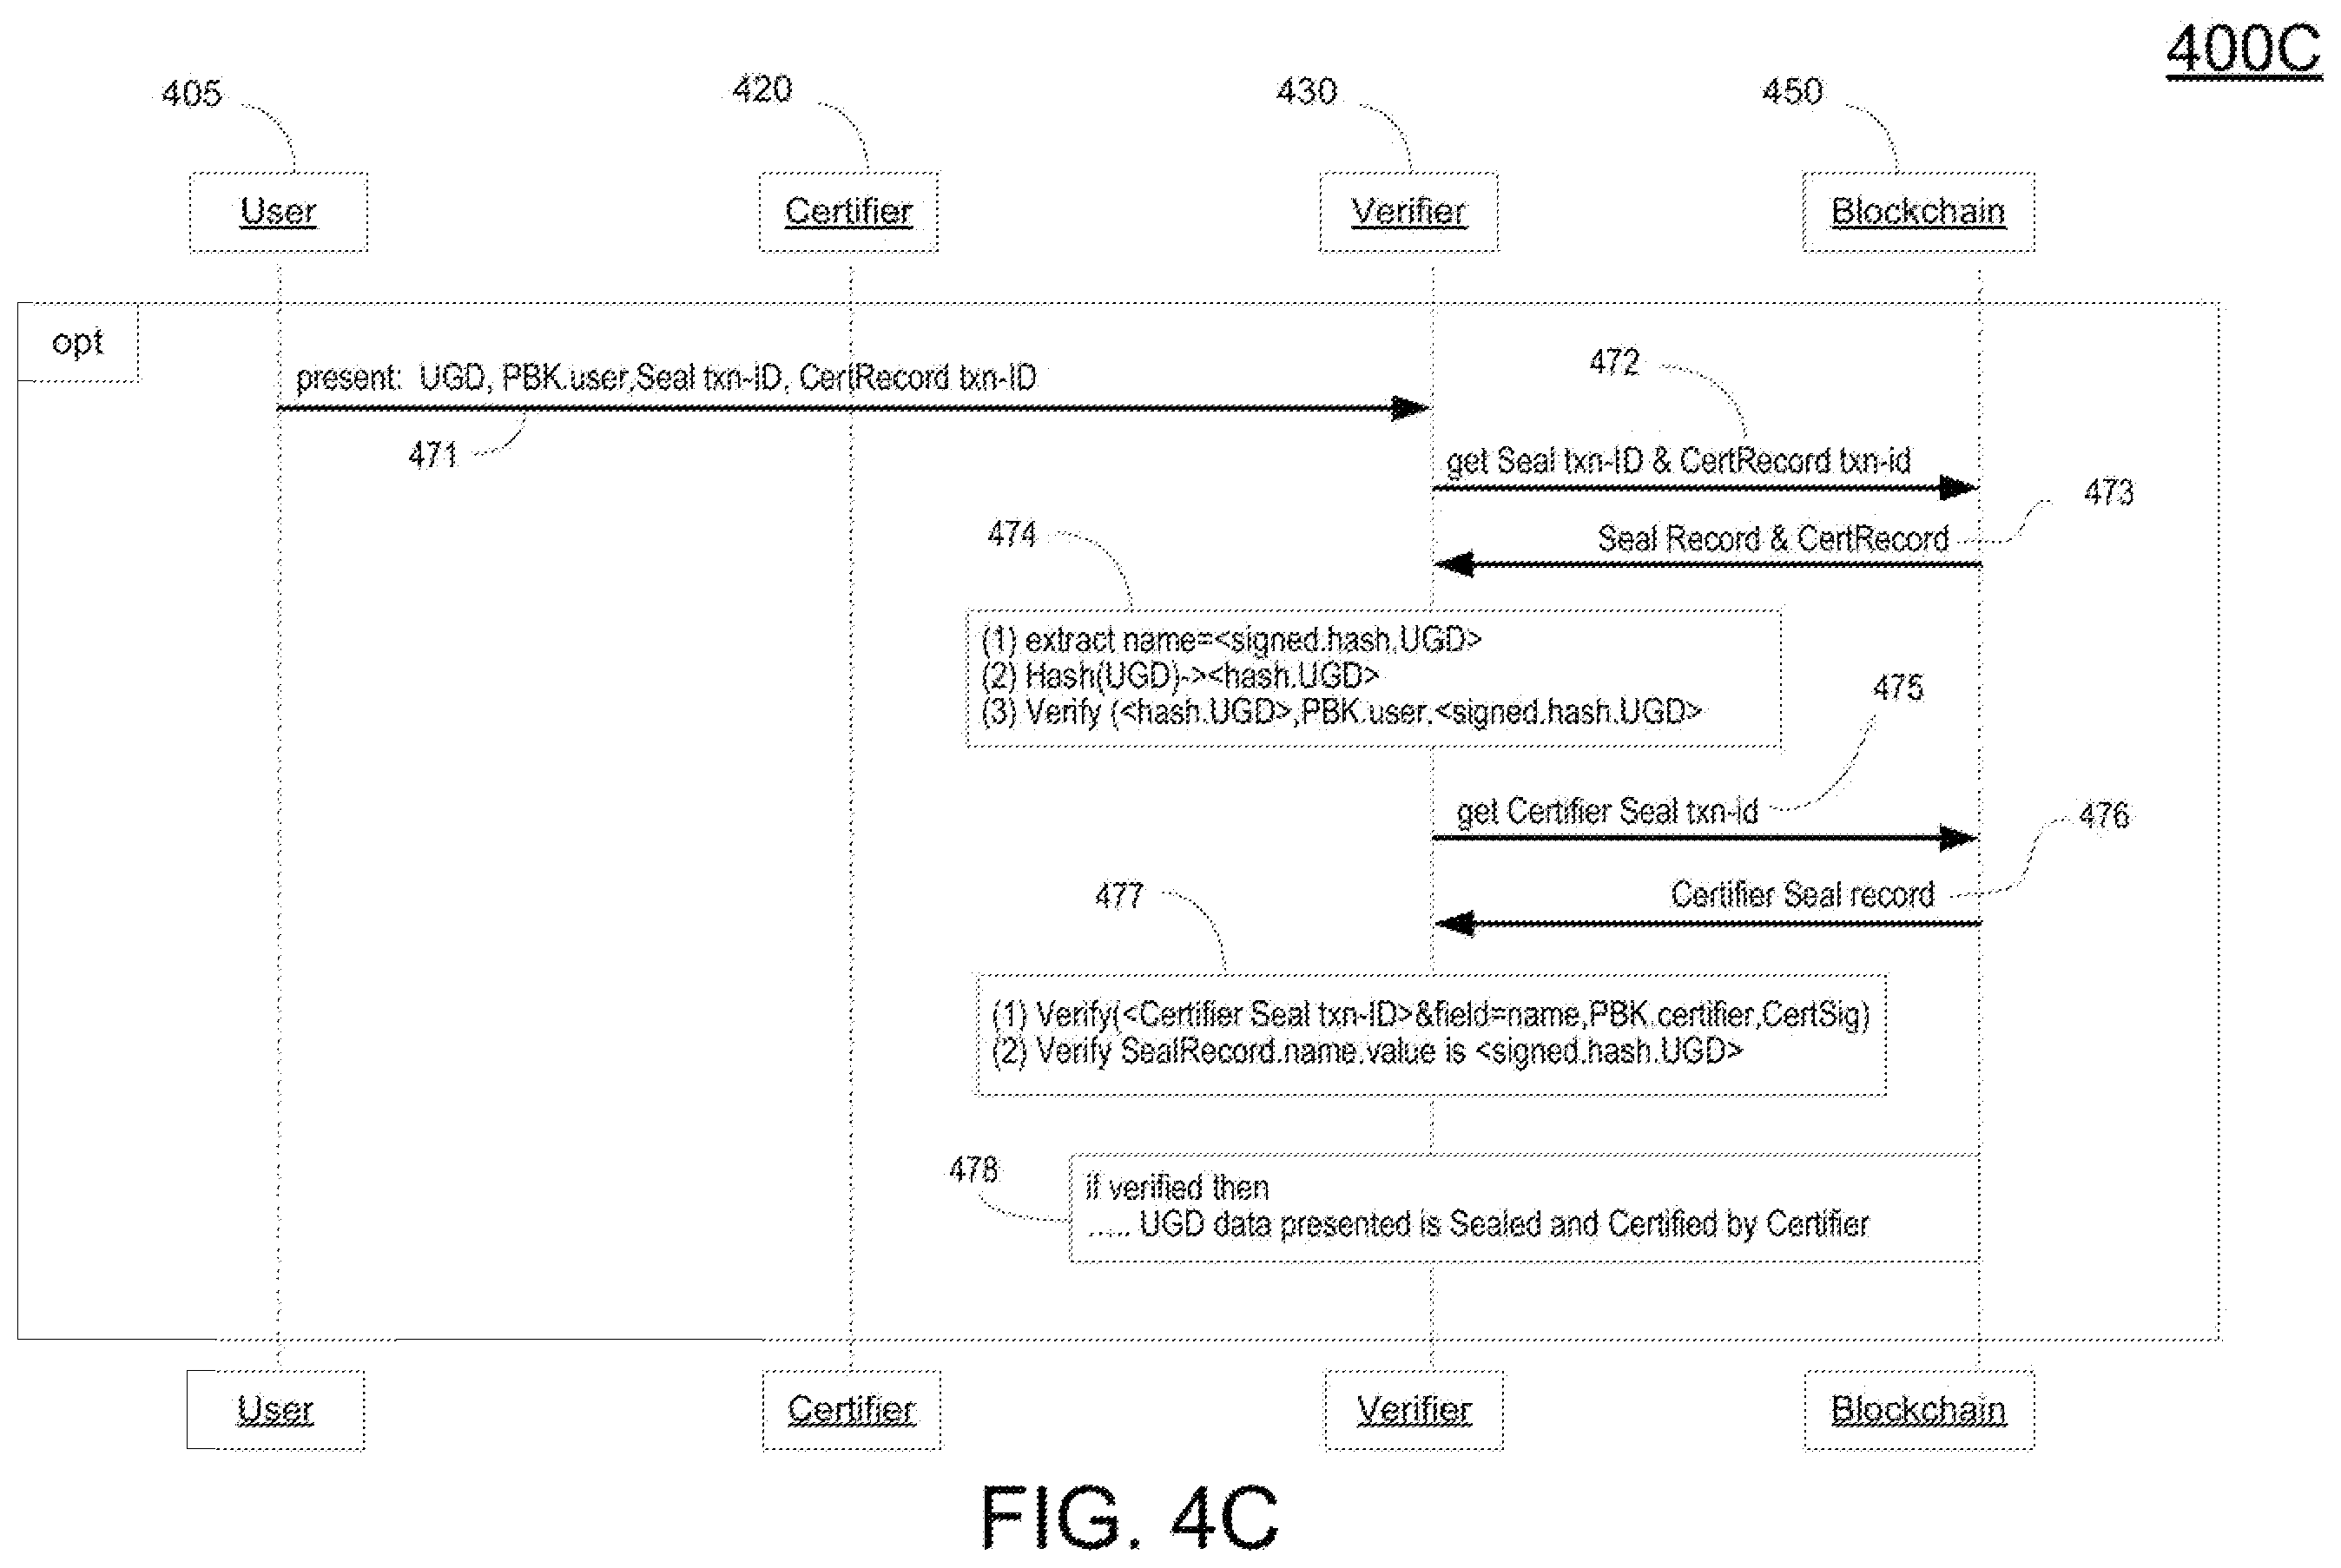 400C
405
420
430
450
User
Certifier
Verifier
Blockchain
opt
present: UGD, PBK.user,Seal txn-ID, CertRecord txn-ID
471
472
get Seal txn-ID & CertRecord txn-id
473
Seal Record & CertRecord
474
(1) extract name=<signed.hash.UGD>
(2) Hash(UGD)-><hash.UGD>
(3) Verify (<hash.UGD>,PBK.user.<signed.hash.UGD>
475
get Certifier Seal txn-id
476
Certifier Seal record
477
(1) Verify(<Certifier Seal txn-ID>&field=name,PBK.certifier,CertSig)
(2) Verify SealRecord.name.value is <signed.hash.UGD>
478
if verified then
..... UGD data presented is Sealed and Certified by Certifier
User
Certifier
Verifier
Blockchain
FIG. 4C